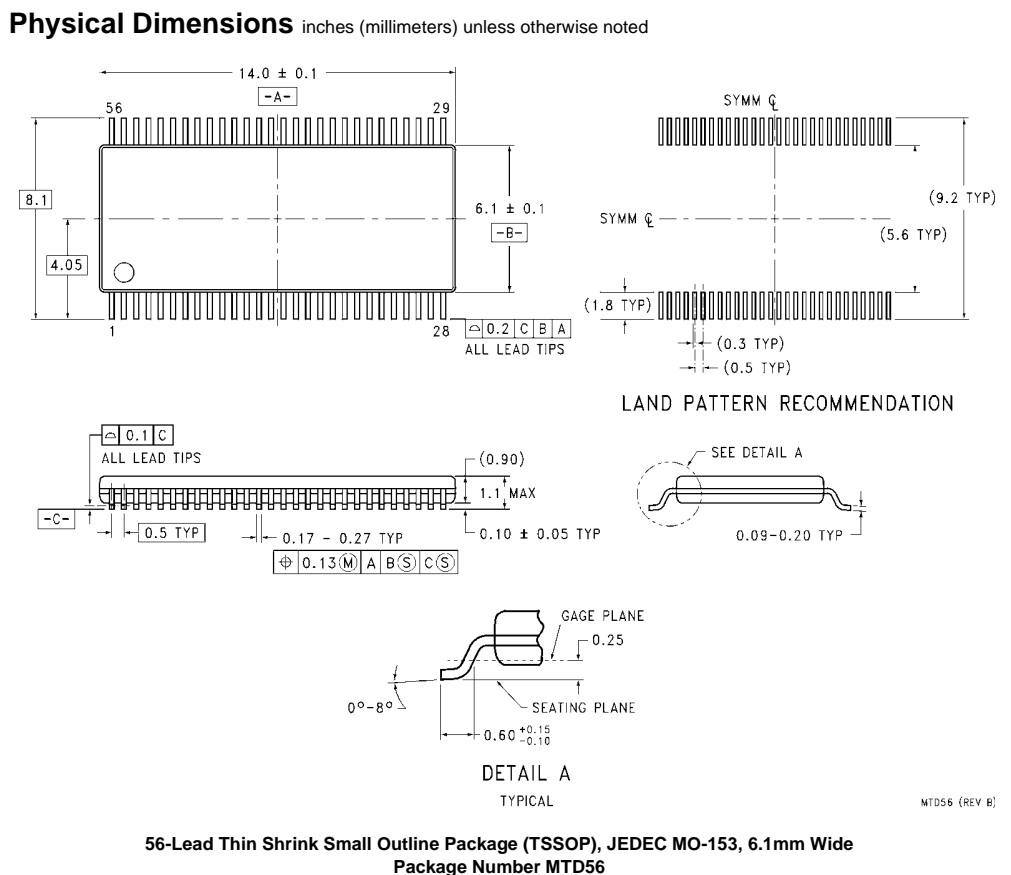 Physical Dimensions inches (millimeters) unless otherwise noted
14.0 ± 0.1
-A-
56
29
8.1
4.05
6.1 ± 0.1
-B-
1
28
⌓ 0.2 C B A
ALL LEAD TIPS
SYMM ℄
SYMM ℄
(9.2 TYP)
(5.6 TYP)
(1.8 TYP)
(0.3 TYP)
(0.5 TYP)
LAND PATTERN RECOMMENDATION
⌓ 0.1 C
ALL LEAD TIPS
(0.90)
1.1 MAX
-C-
0.5 TYP
0.17 - 0.27 TYP
0.10 ± 0.05 TYP
⌖ 0.13Ⓜ A BⓈ CⓈ
SEE DETAIL A
0.09-0.20 TYP
GAGE PLANE
0.25
0°-8°
SEATING PLANE
0.60 +0.15 -0.10
DETAIL A
TYPICAL
MTD56 (REV B)
56-Lead Thin Shrink Small Outline Package (TSSOP), JEDEC MO-153, 6.1mm Wide
Package Number MTD56